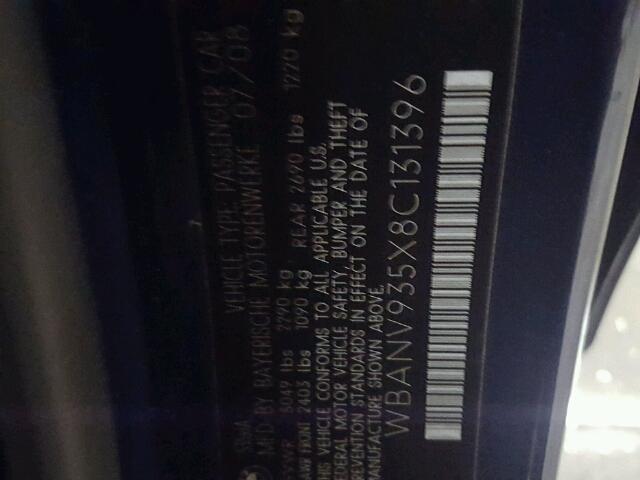 VEHICLE TYPE: PASSENGER CAR
MFD BY BAYERISCHE MOTORENWERKE 07/08
GVWR 5049 lbs 2290 kg
GAWR FRONT 2403 lbs 1090 kg REAR 2690 lbs 1220 kg
THIS VEHICLE CONFORMS TO ALL APPLICABLE U.S.
FEDERAL MOTOR VEHICLE SAFETY, BUMPER AND THEFT
PREVENTION STANDARDS IN EFFECT ON THE DATE OF
MANUFACTURE SHOWN ABOVE.
WBANV935X8C131396